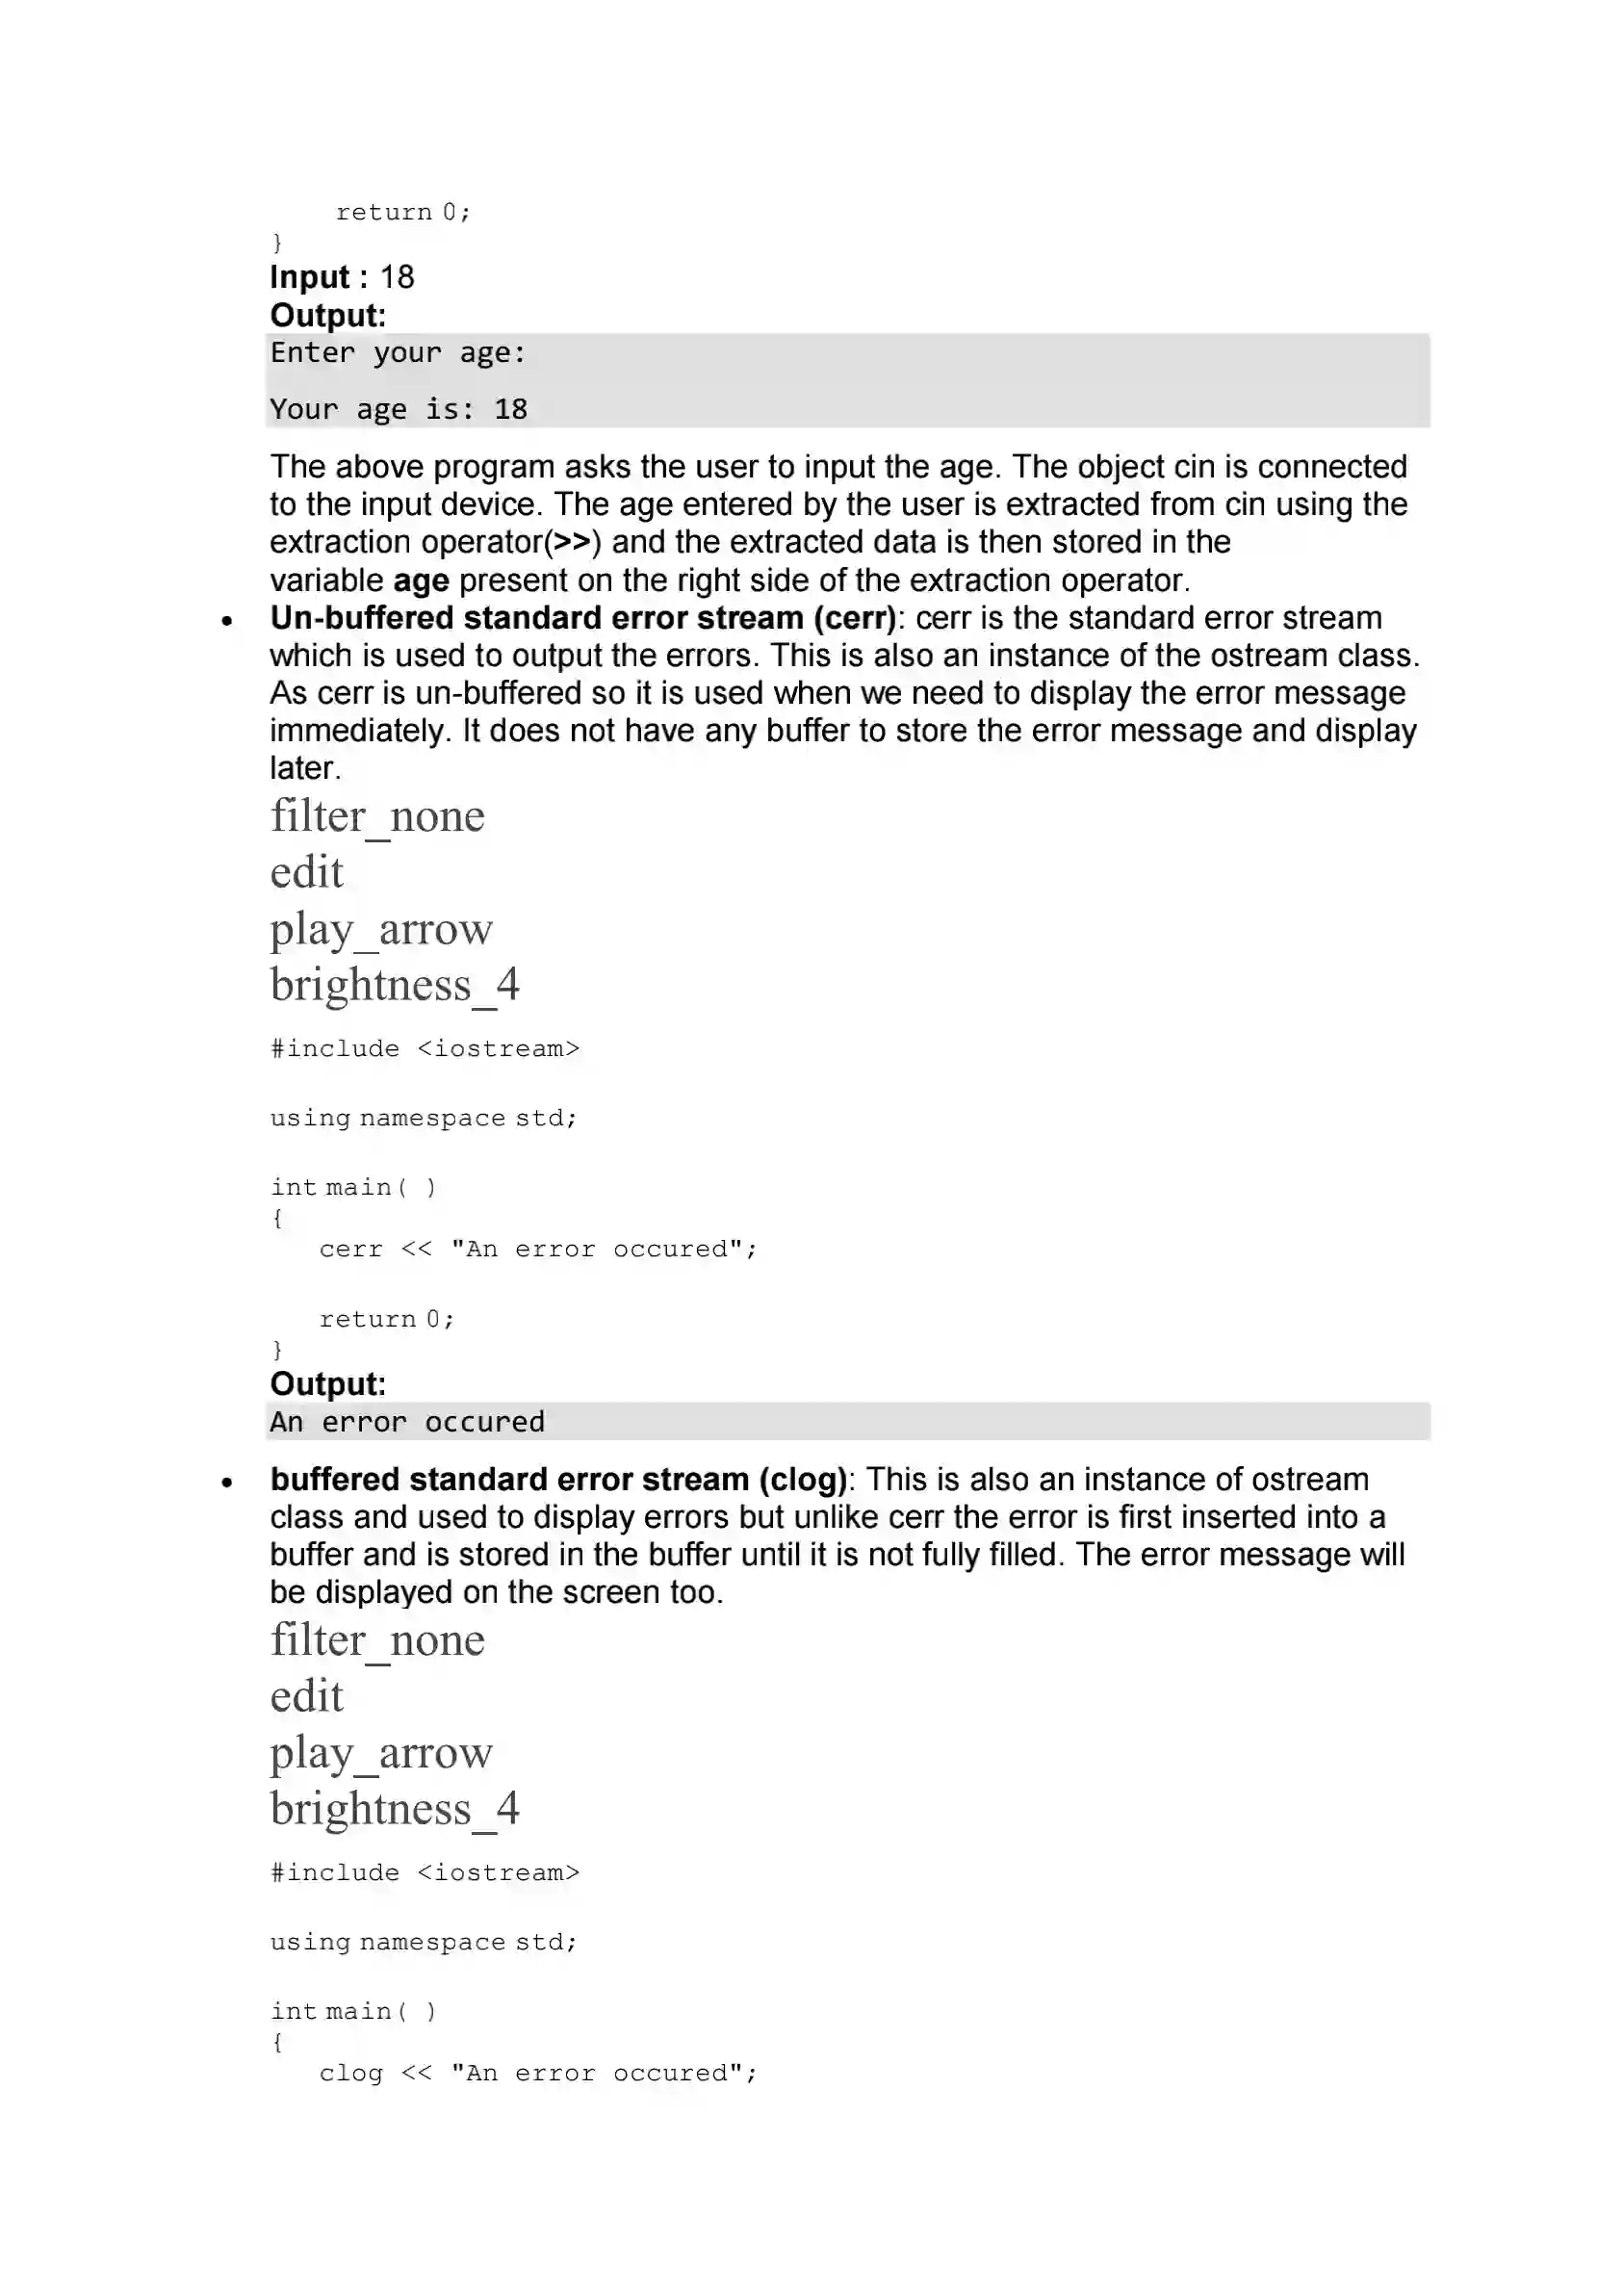 return 0;
}
Input : 18
Output:
Enter your age:
Your age is: 18
The above program asks the user to input the age. The object cin is connected
to the input device. The age entered by the user is extracted from cin using the
extraction operator(>>) and the extracted data is then stored in the
variable age present on the right side of the extraction operator.
• Un-buffered standard error stream (cerr): cerr is the standard error stream
which is used to output the errors. This is also an instance of the ostream class.
As cerr is un-buffered so it is used when we need to display the error message
immediately. It does not have any buffer to store the error message and display
later.
filter_none
edit
play_arrow
brightness_4
#include <iostream>
using namespace std;
int main( )
{
cerr << "An error occured";
return 0;
}
Output:
An error occured
• buffered standard error stream (clog): This is also an instance of ostream
class and used to display errors but unlike cerr the error is first inserted into a
buffer and is stored in the buffer until it is not fully filled. The error message will
be displayed on the screen too.
filter_none
edit
play_arrow
brightness_4
#include <iostream>
using namespace std;
int main( )
{
clog << "An error occured";